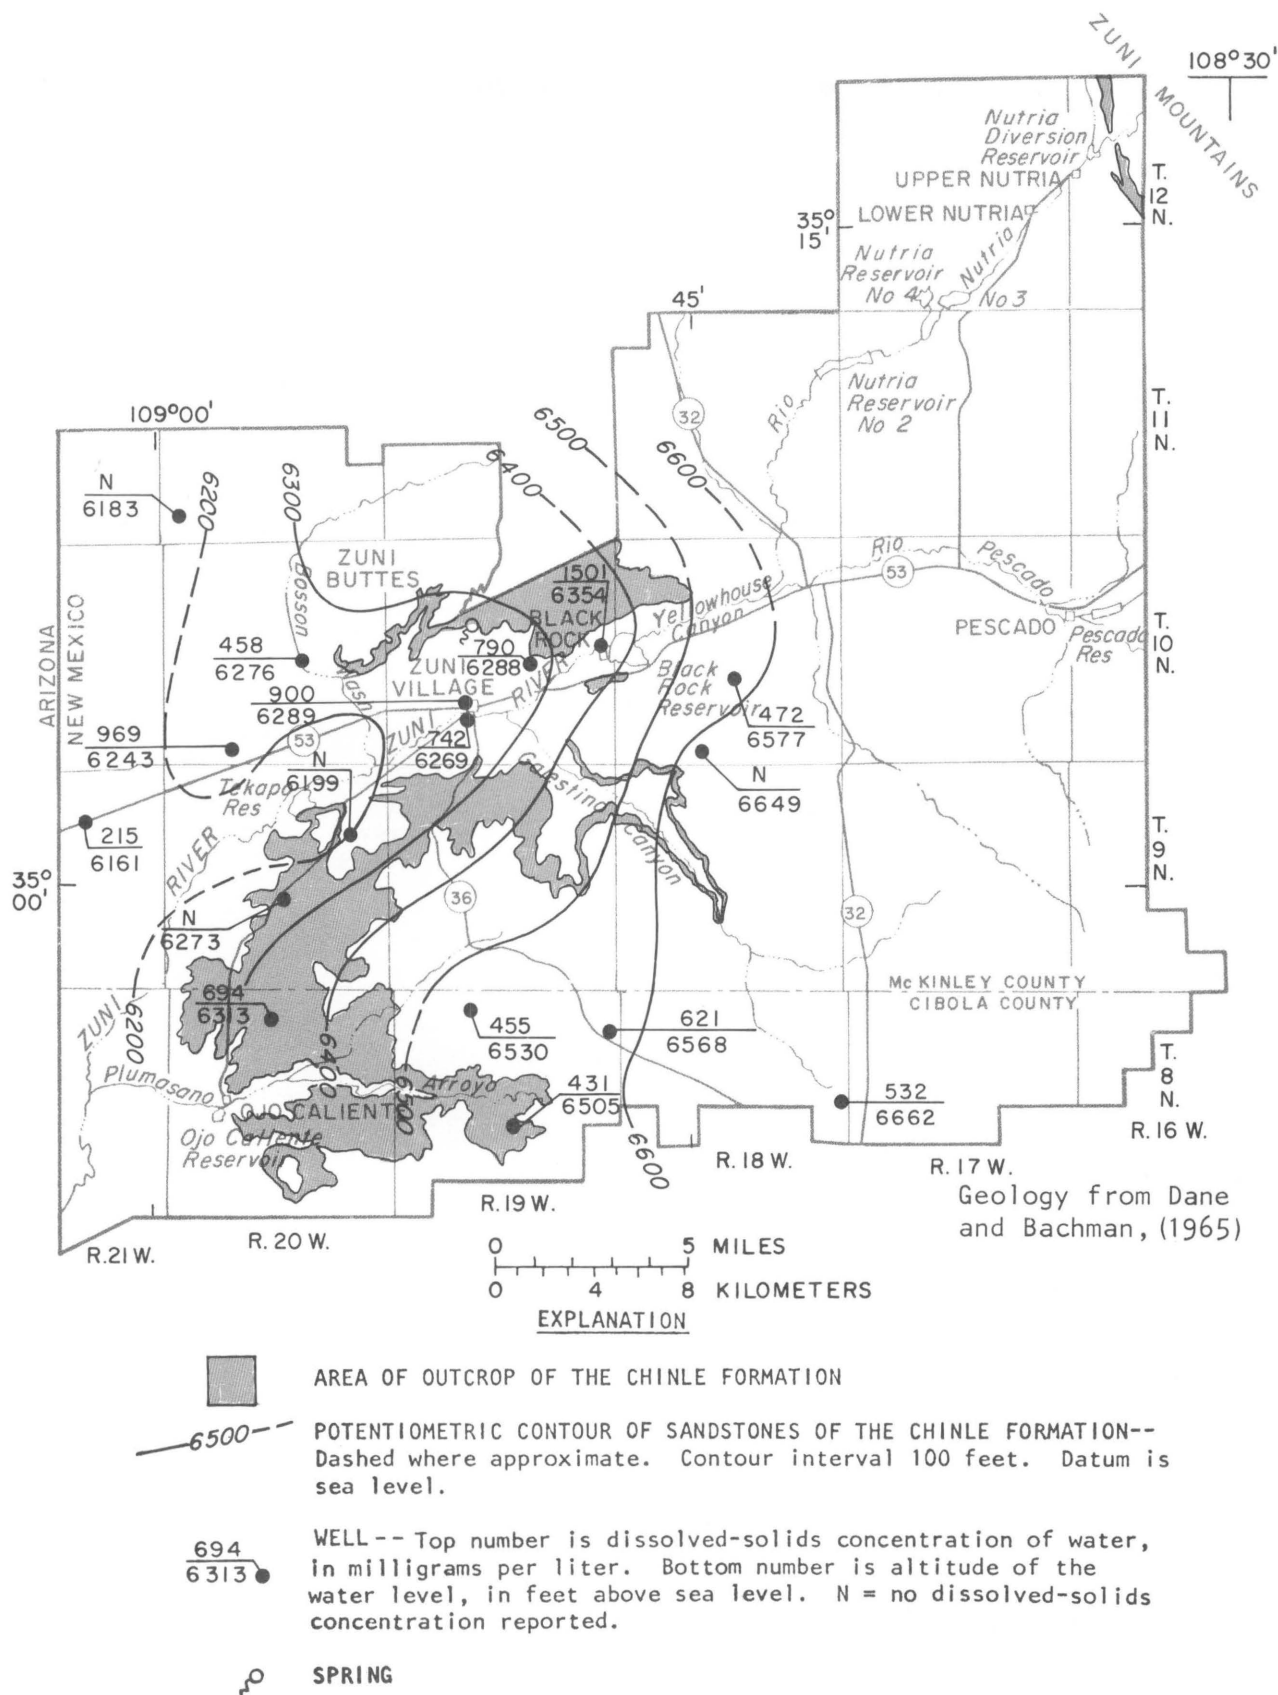 ZUNI
MOUNTAINS
108°30'
Nutria
Diversion
Reservoir
UPPER NUTRIA
LOWER NUTRIA
T.
12
N.
35°
15'
Nutria
Reservoir
No 4
Nutria
No 3
45'
Nutria
Reservoir
No 2
Rio
32
T.
11
N.
109°00'
6500
6600
6400
6300
6200
N
6183
ZUNI
BUTTES
Bosson
1501
6354
BLACK
ROCK
Yellowhouse
Canyon
Rio
Pescado
53
PESCADO
Pescado
Res
T.
10
N.
ARIZONA
NEW MEXICO
458
6276
790
6288
ZUNI
VILLAGE
RIVER
ZUNI
Black
Rock
Reservoir
900
6289
742
6269
472
6577
969
6243
53
N
6199
N
6649
Tekapo
Res
Galestino
Canyon
215
6161
RIVER
T.
9
N.
35°
00'
36
32
N
6273
McKINLEY COUNTY
CIBOLA COUNTY
694
6313
ZUNI
6200
6400
6500
455
6530
621
6568
Plumasano
Arroyo
431
6505
532
6662
T.
8
N.
OJO CALIENTE
Ojo Caliente
Reservoir
6600
R.16 W.
R.18 W.
R.17 W.
R.19 W.
R.20 W.
R.21 W.
Geology from Dane
and Bachman, (1965)
0 5 MILES
0 4 8 KILOMETERS
EXPLANATION
AREA OF OUTCROP OF THE CHINLE FORMATION
6500
POTENTIOMETRIC CONTOUR OF SANDSTONES OF THE CHINLE FORMATION--
Dashed where approximate. Contour interval 100 feet. Datum is
sea level.
694
6313
WELL-- Top number is dissolved-solids concentration of water,
in milligrams per liter. Bottom number is altitude of the
water level, in feet above sea level. N = no dissolved-solids
concentration reported.
SPRING